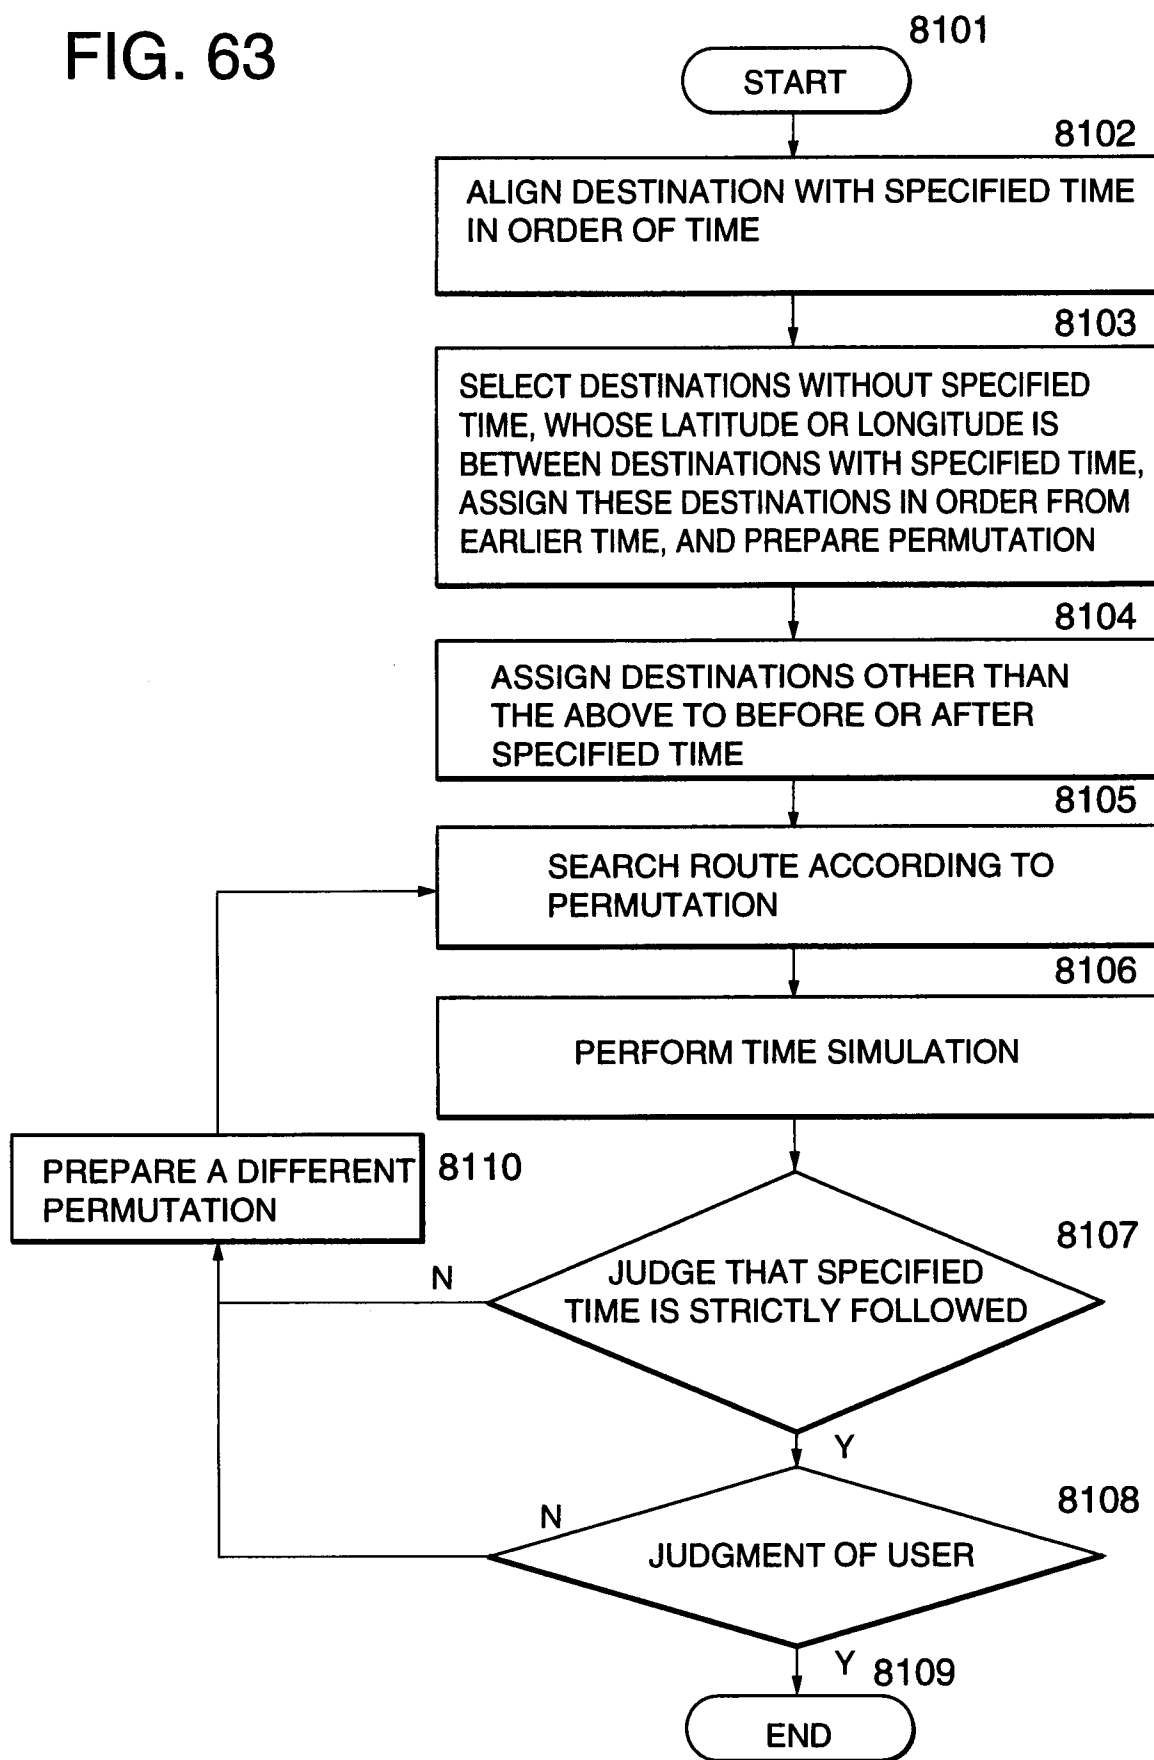 FIG. 63
8101
START
8102
ALIGN DESTINATION WITH SPECIFIED TIME
IN ORDER OF TIME
8103
SELECT DESTINATIONS WITHOUT SPECIFIED
TIME, WHOSE LATITUDE OR LONGITUDE IS
BETWEEN DESTINATIONS WITH SPECIFIED TIME,
ASSIGN THESE DESTINATIONS IN ORDER FROM
EARLIER TIME, AND PREPARE PERMUTATION
8104
ASSIGN DESTINATIONS OTHER THAN
THE ABOVE TO BEFORE OR AFTER
SPECIFIED TIME
8105
SEARCH ROUTE ACCORDING TO
PERMUTATION
8106
PERFORM TIME SIMULATION
PREPARE A DIFFERENT
PERMUTATION
8110
8107
N
JUDGE THAT SPECIFIED
TIME IS STRICTLY FOLLOWED
Y
8108
N
JUDGMENT OF USER
Y
8109
END